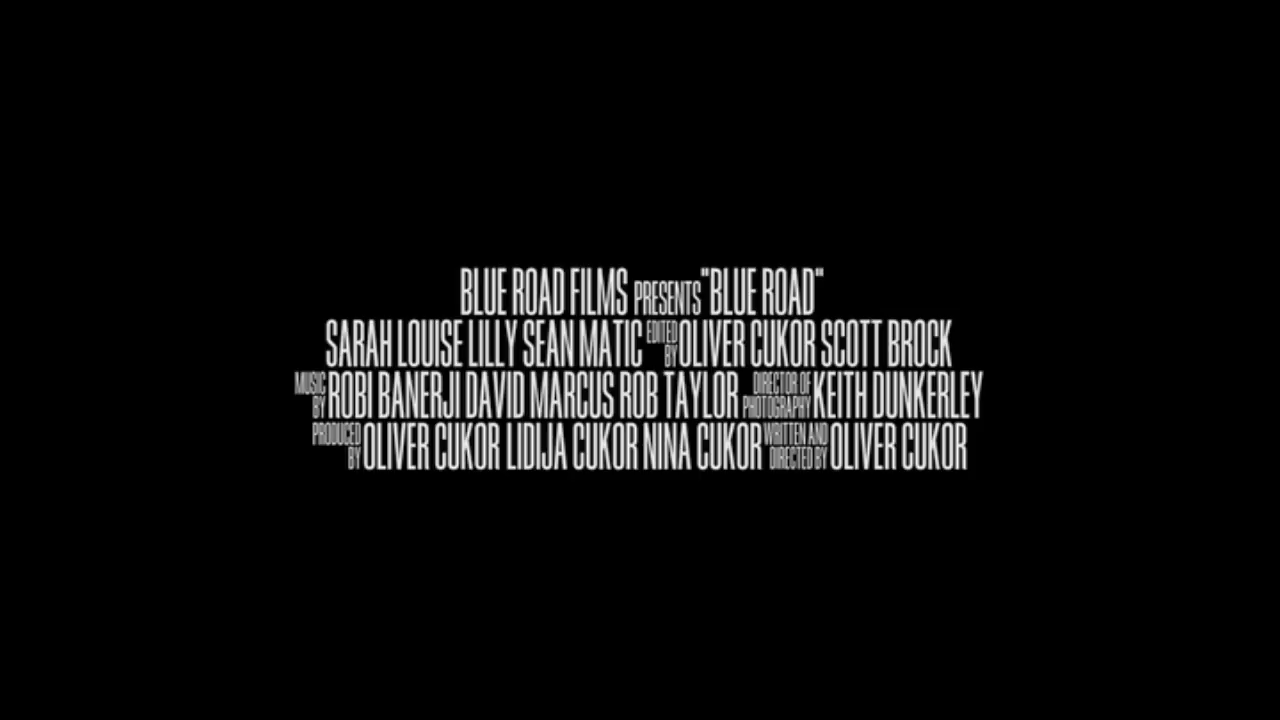 BLUE ROAD FILMS PRESENTS "BLUE ROAD"
SARAH LOUISE LILLY SEAN MATIC EDITED BY OLIVER CUKOR SCOTT BROCK
MUSIC BY ROBI BANERJI DAVID MARCUS ROB TAYLOR DIRECTOR OF PHOTOGRAPHY KEITH DUNKERLEY
PRODUCED BY OLIVER CUKOR LIDIJA CUKOR NINA CUKOR WRITTEN AND DIRECTED BY OLIVER CUKOR